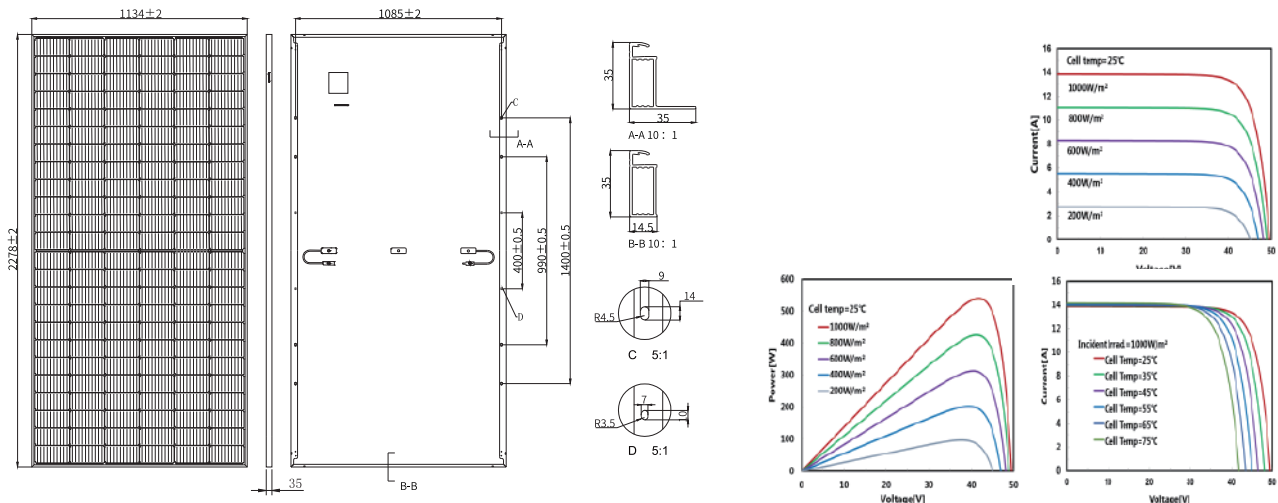 1134±2
2278±2
35
1085±2
C
A-A
400±0.5
990±0.5
1400±0.5
D
B-B
35
35
A-A 10：1
35
14.5
B-B 10：1
9
14
R4.5
C 5:1
7
10
R3.5
D 5:1
600
500
400
300
200
100
0
Power[W]
Cell temp=25℃
1000W/m²
800W/m²
600W/m²
400W/m²
200W/m²
0 10 20 30 40 50
Voltage[V]
16
14
12
10
8
6
4
2
0
Current[A]
Cell temp=25℃
1000W/m²
800W/m²
600W/m²
400W/m²
200W/m²
0 10 20 30 40 50
Voltage[V]
16
14
12
10
8
6
4
2
0
Current[A]
Incident Irrad.=1000W/m²
Cell Temp=25℃
Cell Temp=35℃
Cell Temp=45℃
Cell Temp=55℃
Cell Temp=65℃
Cell Temp=75℃
0 10 20 30 40 50
Voltage[V]